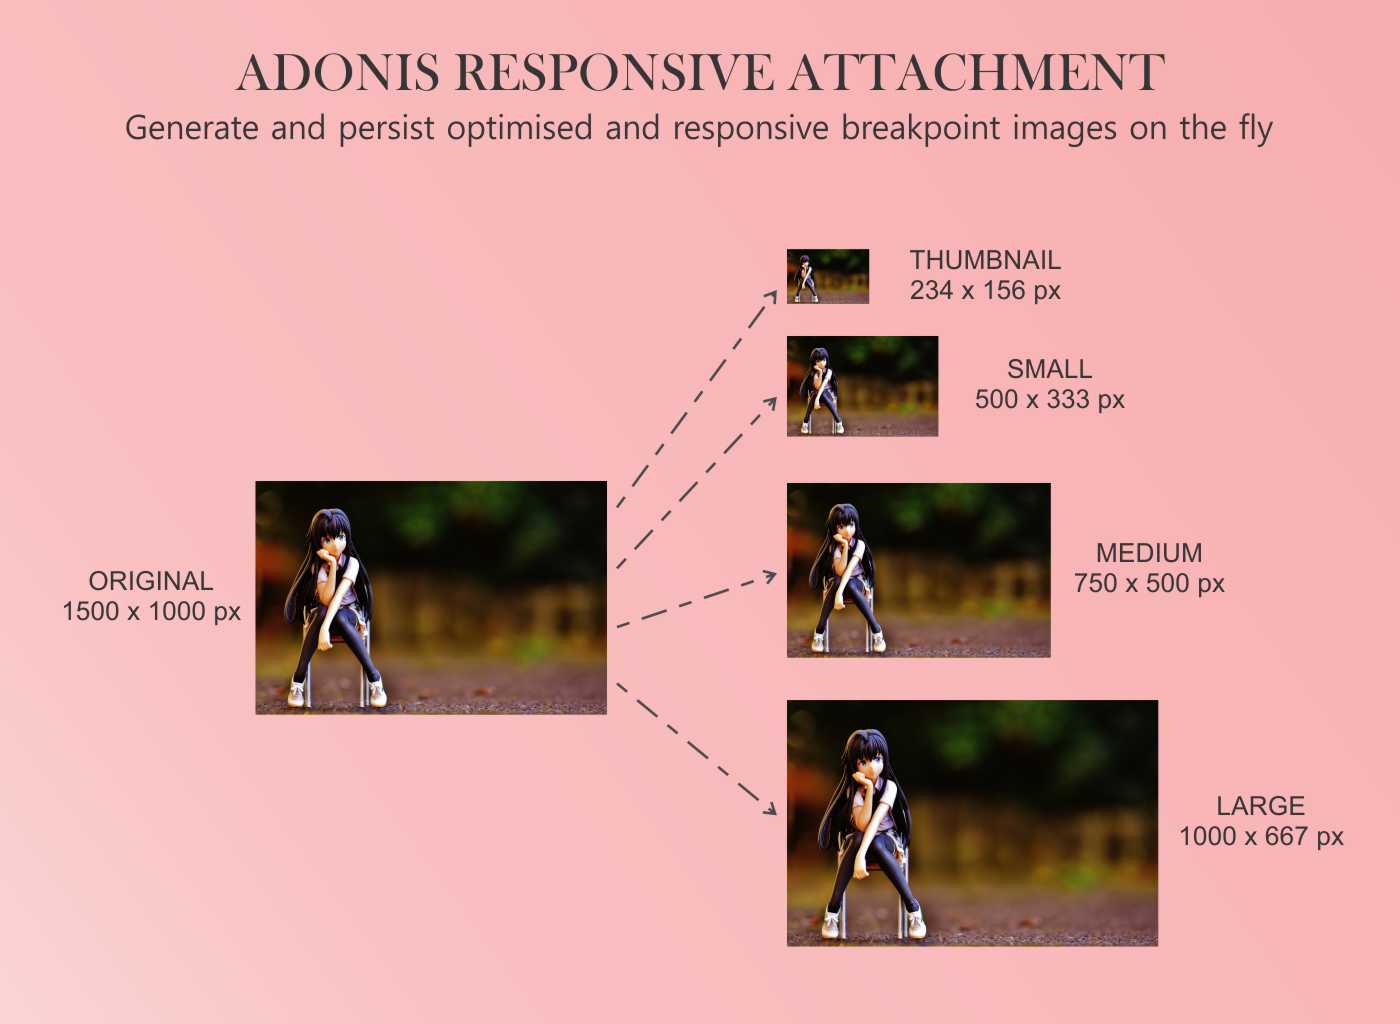 ADONIS RESPONSIVE ATTACHMENT
Generate and persist optimised and responsive breakpoint images on the fly
THUMBNAIL
234 x 156 px
SMALL
500 x 333 px
ORIGINAL
1500 x 1000 px
MEDIUM
750 x 500 px
LARGE
1000 x 667 px